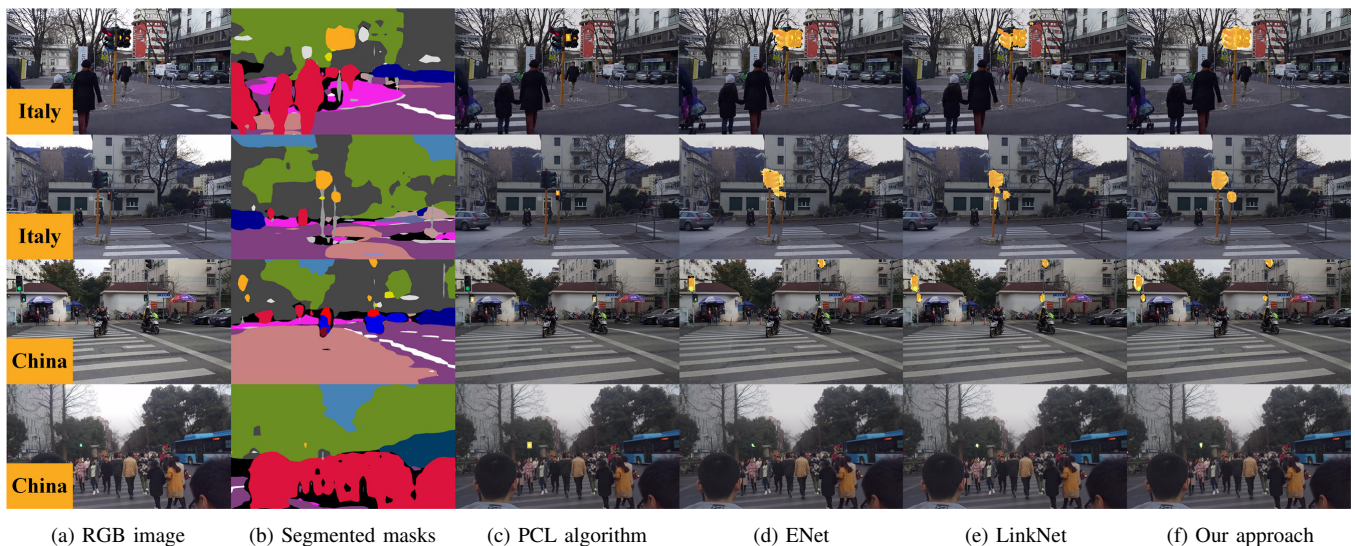 Italy
Italy
China
China
(a) RGB image (b) Segmented masks (c) PCL algorithm (d) ENet (e) LinkNet (f) Our approach